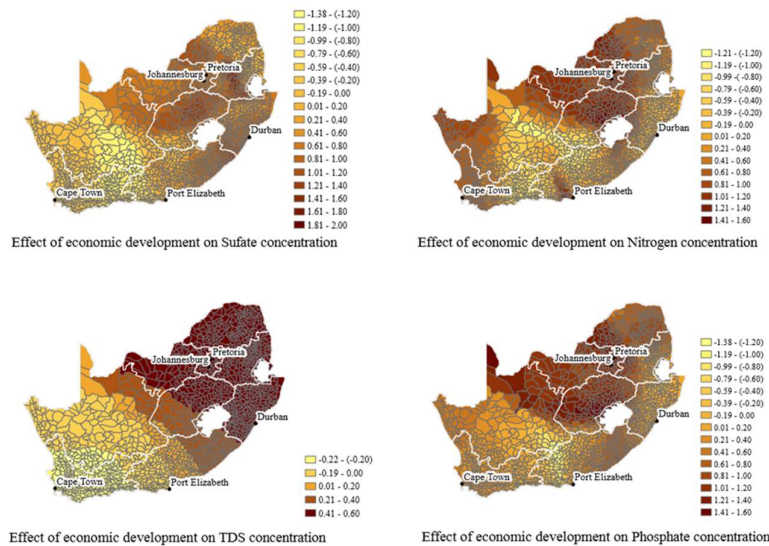 -1.38 - (-1.20)
-1.19 - (-1.00)
-0.99 - (-0.80)
-0.79 - (-0.60)
-0.59 - (-0.40)
-0.39 - (-0.20)
-0.19 - 0.00
0.01 - 0.20
0.21 - 0.40
0.41 - 0.60
0.61 - 0.80
0.81 - 1.00
1.01 - 1.20
1.21 - 1.40
1.41 - 1.60
1.61 - 1.80
1.81 - 2.00
Pretoria
Johannesburg
Durban
Cape Town
Port Elizabeth
Effect of economic development on Sufate concentration
-1.21 - (-1.20)
-1.19 - (-1.00)
-0.99 - (-0.80)
-0.79 - (-0.60)
-0.59 - (-0.40)
-0.39 - (-0.20)
-0.19 - 0.00
0.01 - 0.20
0.21 - 0.40
0.41 - 0.60
0.61 - 0.80
0.81 - 1.00
1.01 - 1.20
1.21 - 1.40
1.41 - 1.60
Pretoria
Johannesburg
Durban
Cape Town
Port Elizabeth
Effect of economic development on Nitrogen concentration
Pretoria
Johannesburg
Durban
Cape Town
Port Elizabeth
-0.22 - (-0.20)
-0.19 - 0.00
0.01 - 0.20
0.21 - 0.40
0.41 - 0.60
Effect of economic development on TDS concentration
-1.38 - (-1.20)
-1.19 - (-1.00)
-0.99 - (-0.80)
-0.79 - (-0.60)
-0.59 - (-0.40)
-0.39 - (-0.20)
-0.19 - 0.00
0.01 - 0.20
0.21 - 0.40
0.41 - 0.60
0.61 - 0.80
0.81 - 1.00
1.01 - 1.20
1.21 - 1.40
1.41 - 1.60
Pretoria
Johannesburg
Durban
Cape Town
Port Elizabeth
Effect of economic development on Phosphate concentration